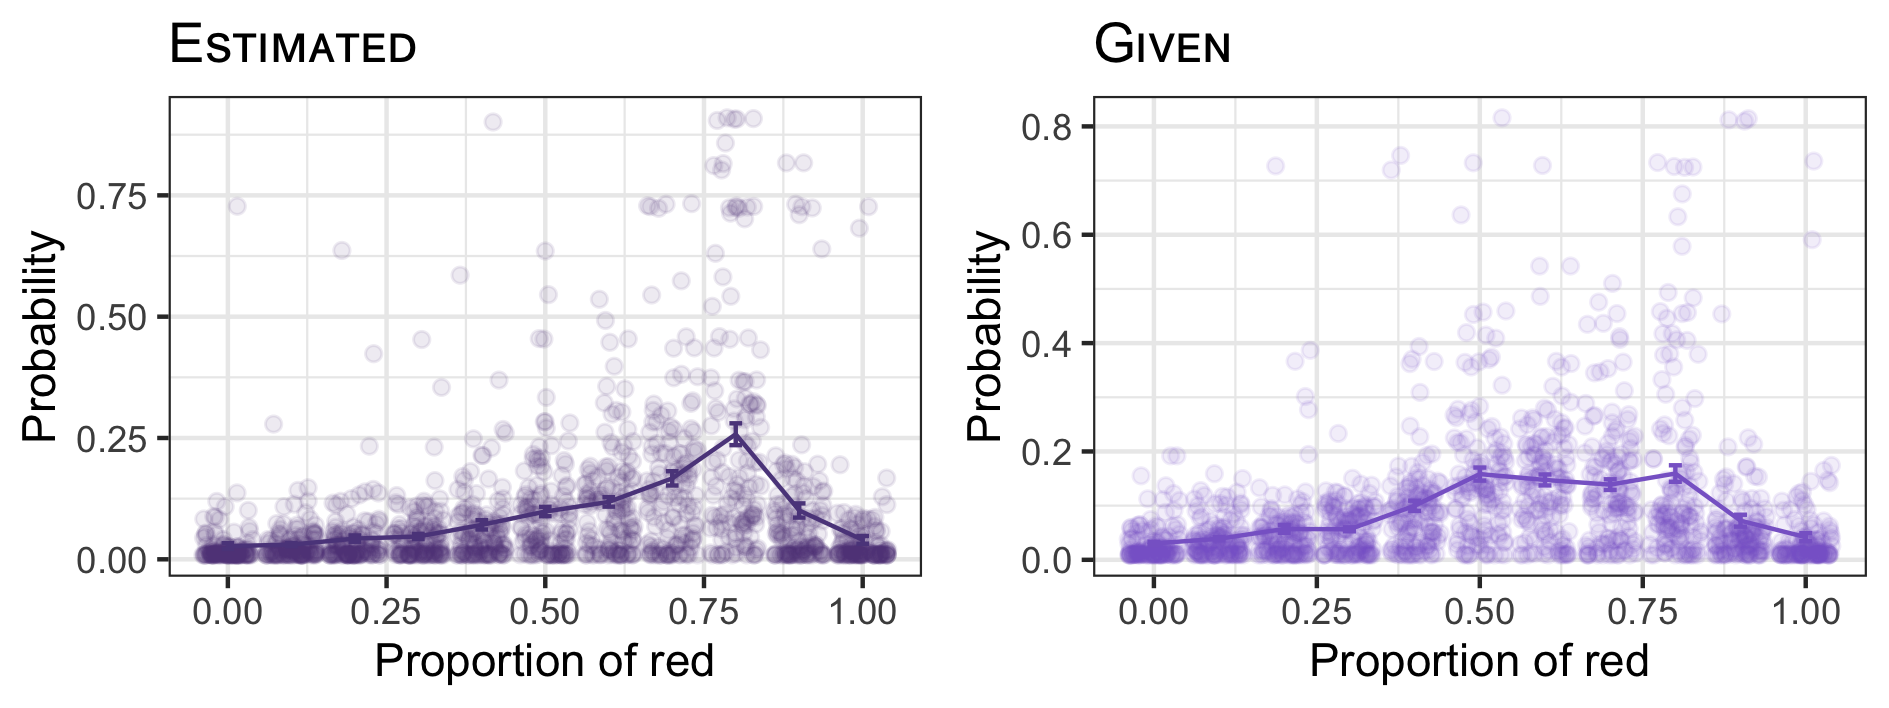 ESTIMATED
GIVEN
Probability
0.75
0.50
0.25
0.00
0.00 0.25 0.50 0.75 1.00
Proportion of red
Probability
0.8
0.6
0.4
0.2
0.0
0.00 0.25 0.50 0.75 1.00
Proportion of red